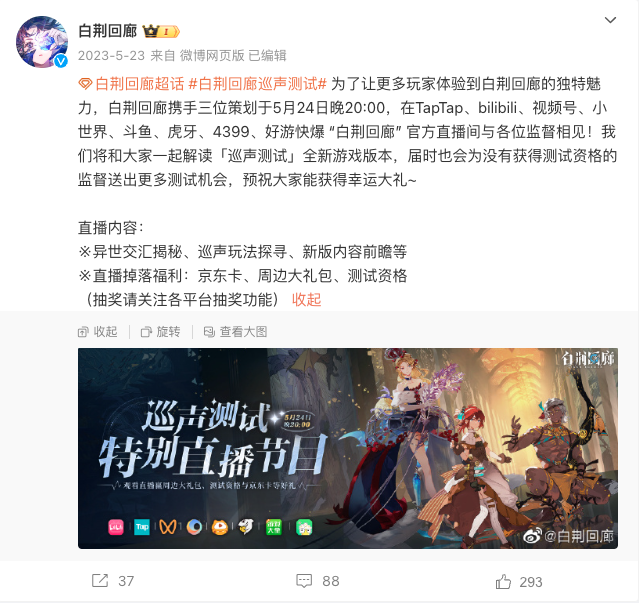 白荆回廊
2023-5-23 来自 微博网页版 已编辑
白荆回廊超话 #白荆回廊巡声测试# 为了让更多玩家体验到白荆回廊的独特魅
力，白荆回廊携手三位策划于5月24日晚20:00，在TapTap、bilibili、视频号、小
世界、斗鱼、虎牙、4399、好游快爆 “白荆回廊” 官方直播间与各位监督相见！我
们将和大家一起解读「巡声测试」全新游戏版本，届时也会为没有获得测试资格的
监督送出更多测试机会，预祝大家能获得幸运大礼~
直播内容：
※异世交汇揭秘、巡声玩法探寻、新版内容前瞻等
※直播掉落福利：京东卡、周边大礼包、测试资格
（抽奖请关注各平台抽奖功能） 收起
收起 旋转 查看大图
白荆回廊
巡声测试
5月24日
晚20:00
特别直播节目
观看直播赢周边大礼包、测试资格与京东卡等好礼
Tap
@白荆回廊
37 88 293